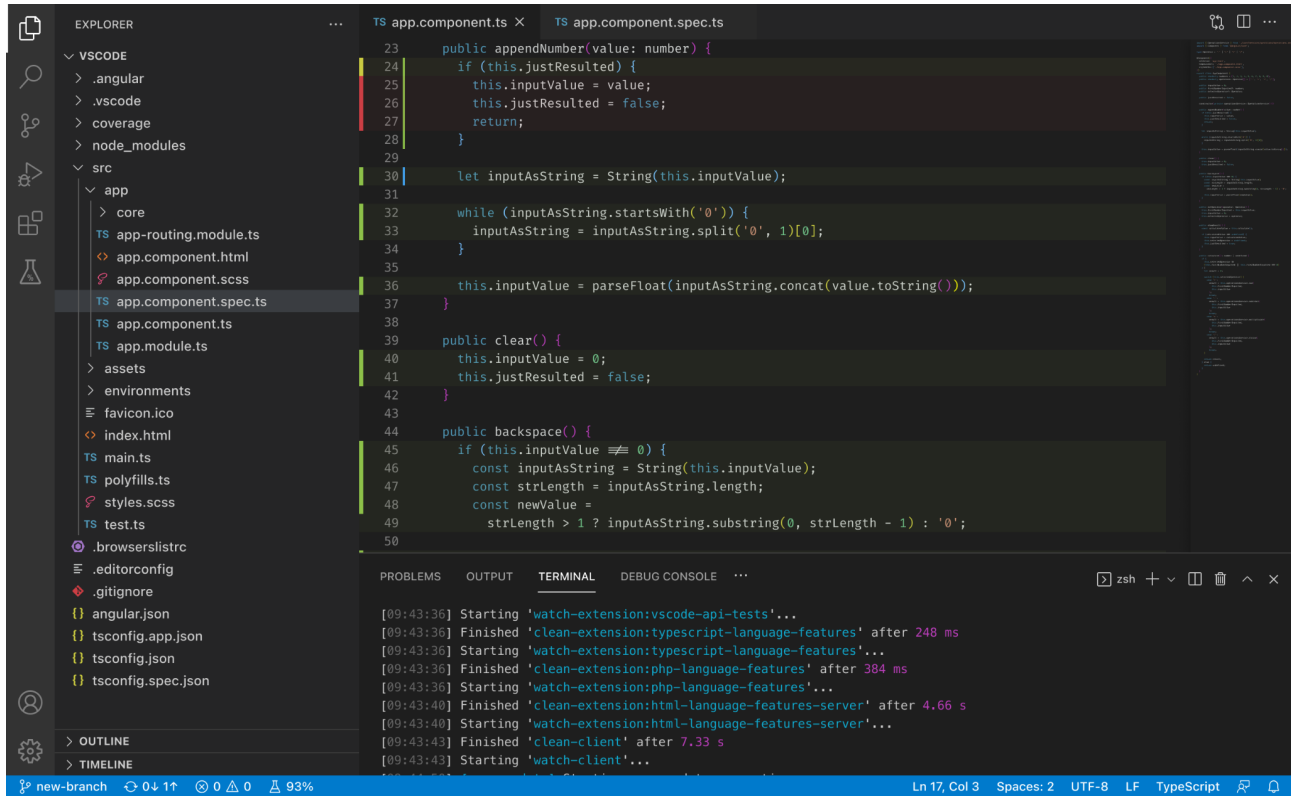 EXPLORER
VSCODE
.angular
.vscode
coverage
node_modules
src
app
core
TS app-routing.module.ts
<> app.component.html
app.component.scss
TS app.component.spec.ts
TS app.component.ts
TS app.module.ts
assets
environments
favicon.ico
<> index.html
TS main.ts
TS polyfills.ts
styles.scss
TS test.ts
.browserslistrc
.editorconfig
.gitignore
{} angular.json
{} tsconfig.app.json
{} tsconfig.json
{} tsconfig.spec.json
OUTLINE
TIMELINE
TS app.component.ts × TS app.component.spec.ts
23 public appendNumber(value: number) {
24 if (this.justResulted) {
25 this.inputValue = value;
26 this.justResulted = false;
27 return;
28 }
29
30 let inputAsString = String(this.inputValue);
31
32 while (inputAsString.startsWith('0')) {
33 inputAsString = inputAsString.split('0', 1)[0];
34 }
35
36 this.inputValue = parseFloat(inputAsString.concat(value.toString()));
37 }
38
39 public clear() {
40 this.inputValue = 0;
41 this.justResulted = false;
42 }
43
44 public backspace() {
45 if (this.inputValue !== 0) {
46 const inputAsString = String(this.inputValue);
47 const strLength = inputAsString.length;
48 const newValue =
49 strLength > 1 ? inputAsString.substring(0, strLength - 1) : '0';
50
PROBLEMS OUTPUT TERMINAL DEBUG CONSOLE ···
zsh
[09:43:36] Starting 'watch-extension:vscode-api-tests'...
[09:43:36] Finished 'clean-extension:typescript-language-features' after 248 ms
[09:43:36] Starting 'watch-extension:typescript-language-features'...
[09:43:36] Finished 'clean-extension:php-language-features' after 384 ms
[09:43:36] Starting 'watch-extension:php-language-features'...
[09:43:40] Finished 'clean-extension:html-language-features-server' after 4.66 s
[09:43:40] Starting 'watch-extension:html-language-features-server'...
[09:43:43] Finished 'clean-client' after 7.33 s
[09:43:43] Starting 'watch-client'...
new-branch 0↓ 1↑ 0 0 93% Ln 17, Col 3 Spaces: 2 UTF-8 LF TypeScript